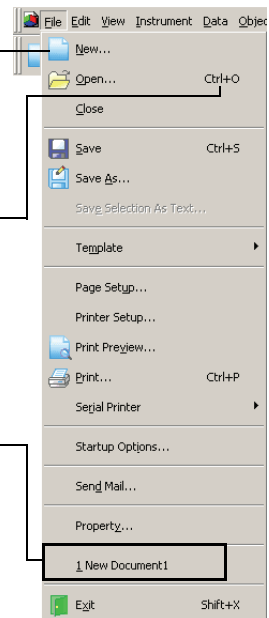 File Edit View Instrument Data Objec
New...
Open... Ctrl+O
Close
Save Ctrl+S
Save As...
Save Selection As Text...
Template
Page Setup...
Printer Setup...
Print Preview...
Print... Ctrl+P
Serial Printer
Startup Options...
Send Mail...
Property...
1 New Document1
Exit Shift+X